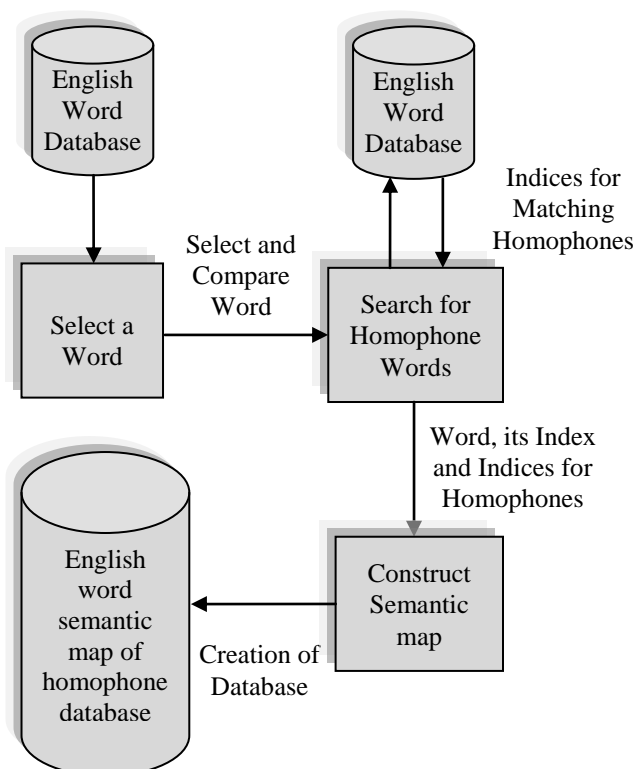 English
Word
Database
English
Word
Database
Indices for
Matching
Homophones
Select and
Compare
Word
Select a
Word
Search for
Homophone
Words
Word, its Index
and Indices for
Homophones
Construct
Semantic
map
Creation of
Database
English
word
semantic
map of
homophone
database